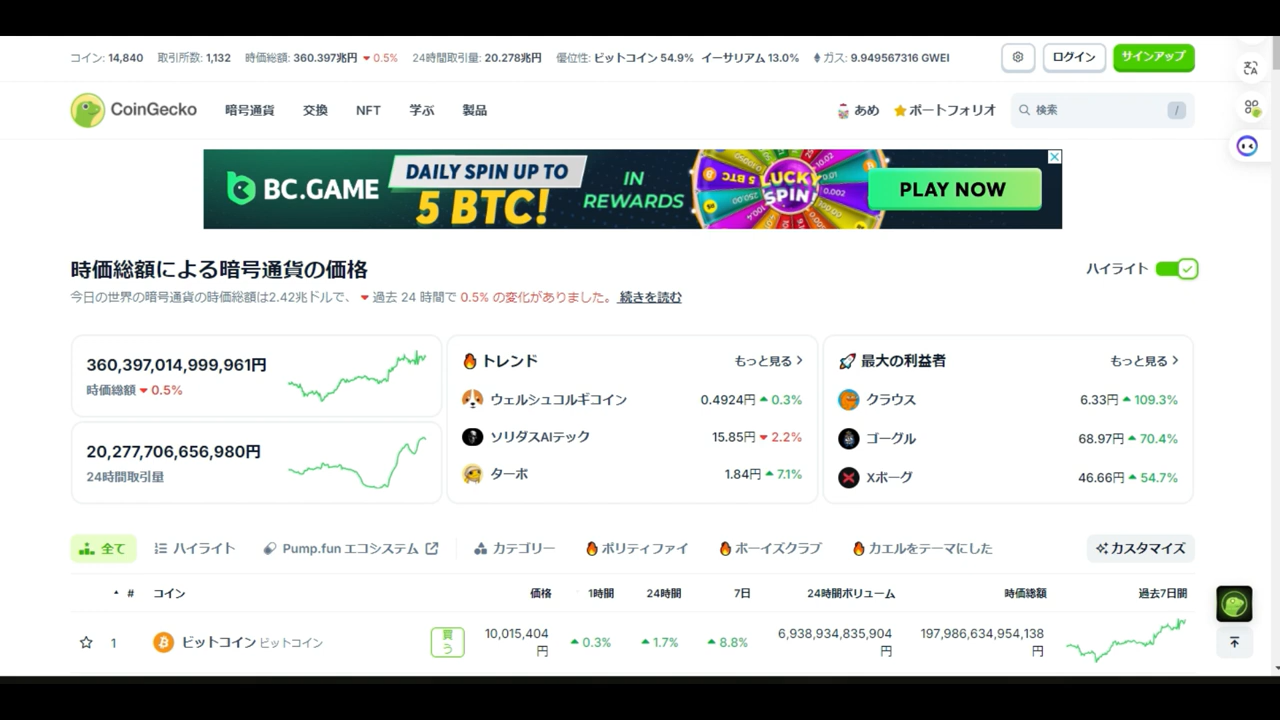 コイン: 14,840 取引所数: 1,132 時価総額: 360.397兆円 0.5% 24時間取引量: 20.278兆円 優位性: ビットコイン 54.9% イーサリアム 13.0% ガス: 9.949567316 GWEI ログイン サインアップ
CoinGecko 暗号通貨 交換 NFT 学ぶ 製品 あめ ポートフォリオ 検索 /
BC.GAME DAILY SPIN UP TO 5 BTC! IN REWARDS LUCKY SPIN! PLAY NOW
時価総額による暗号通貨の価格 ハイライト
今日の世界の暗号通貨の時価総額は2.42兆ドルで、 過去 24 時間で 0.5% の変化がありました。 続きを読む
360,397,014,999,961円
時価総額 0.5%
20,277,706,656,980円
24時間取引量
トレンド もっと見る
ウェルシュコルギコイン 0.4924円 0.3%
ソリダスAIテック 15.85円 2.2%
ターボ 1.84円 7.1%
最大の利益者 もっと見る
クラウス 6.33円 109.3%
ゴーグル 68.97円 70.4%
Xボーグ 46.66円 54.7%
全て ハイライト Pump.fun エコシステム カテゴリー ポリティファイ ボーイズクラブ カエルをテーマにした カスタマイズ
# コイン 価格 1時間 24時間 7日 24時間ボリューム 時価総額 過去7日間
1 ビットコイン ビットコイン 買う 10,015,404円 0.3% 1.7% 8.8% 6,938,934,835,904円 197,986,634,954,138円